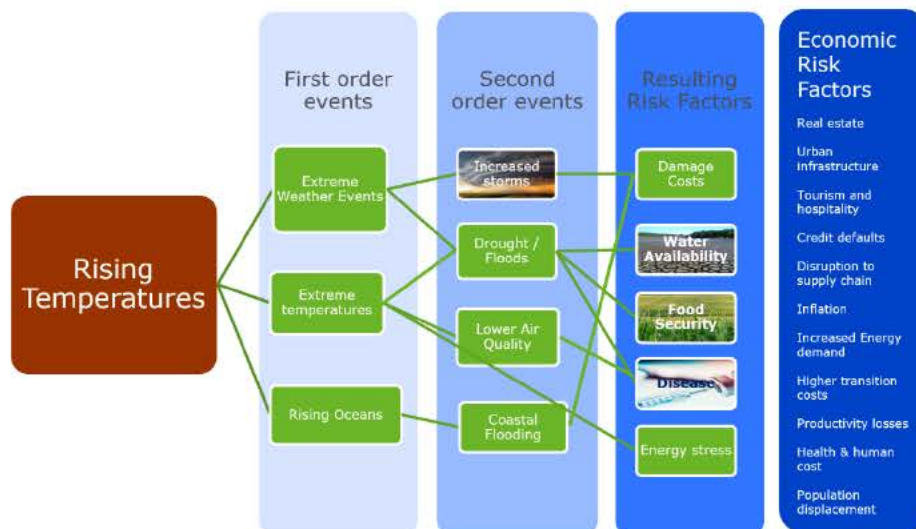 Rising
Temperatures
First order
events
Extreme
Weather Events
Extreme
temperatures
Rising Oceans
Second
order events
Increased
storms
Drought /
Floods
Lower Air
Quality
Coastal
Flooding
Resulting
Risk Factors
Damage
Costs
Water
Availability
Food
Security
Disease
Energy stress
Economic
Risk
Factors
Real estate
Urban
infrastructure
Tourism and
hospitality
Credit defaults
Disruption to
supply chain
Inflation
Increased Energy
demand
Higher transition
costs
Productivity losses
Health & human
cost
Population
displacement